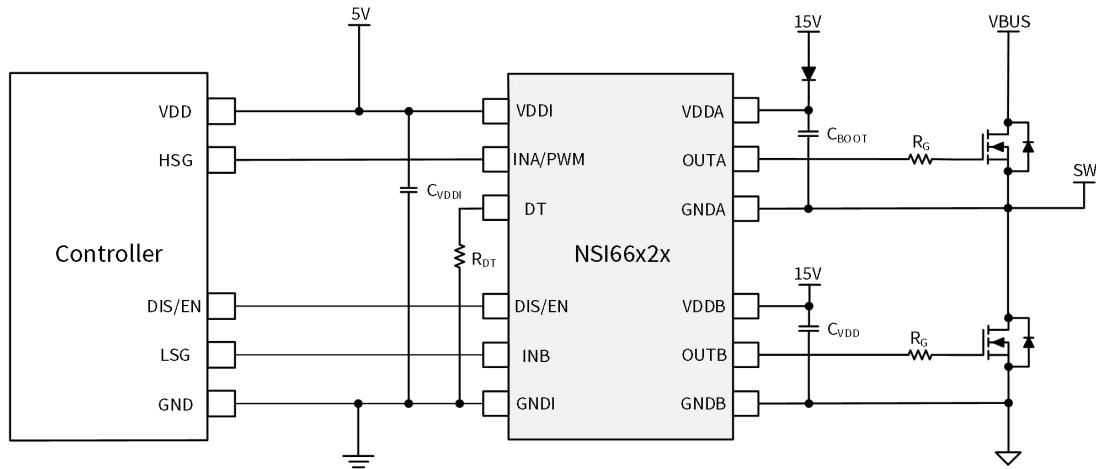 5V
15V
VBUS
VDD
VDDI
VDDA
C_BOOT
HSG
INA/PWM
OUTA
R_G
C_VDDI
SW
DT
GNDA
Controller
R_DT
NSI66x2x
15V
DIS/EN
DIS/EN
VDDB
C_VDD
R_G
LSG
INB
OUTB
GND
GNDI
GNDB